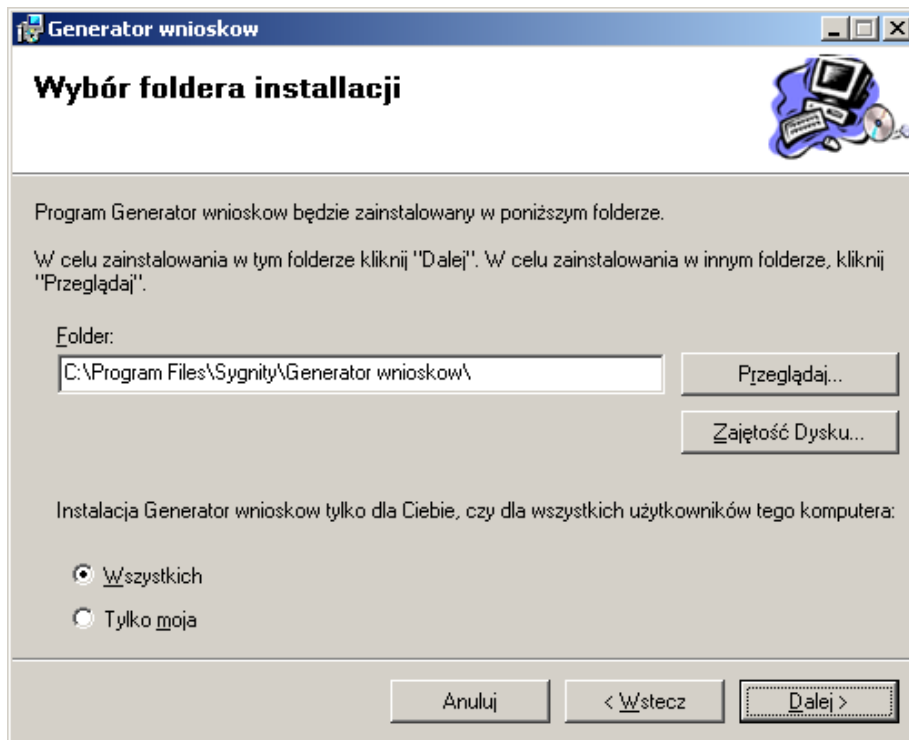 Generator wnioskow
Wybór foldera installacji
Program Generator wnioskow będzie zainstalowany w poniższym folderze.
W celu zainstalowania w tym folderze kliknij "Dalej". W celu zainstalowania w innym folderze, kliknij
"Przeglądaj".
Folder:
C:\Program Files\Sygnity\Generator wnioskow\
Przeglądaj...
Zajętość Dysku...
Instalacja Generator wnioskow tylko dla Ciebie, czy dla wszystkich użytkowników tego komputera:
Wszystkich
Tylko moja
Anuluj
< Wstecz
Dalej >